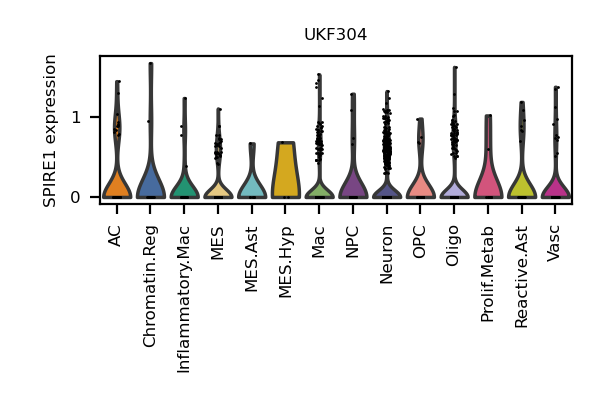 UKF304
SPIRE1 expression
1
0
AC
Chromatin.Reg
Inflammatory.Mac
MES
MES.Ast
MES.Hyp
Mac
NPC
Neuron
OPC
Oligo
Prolif.Metab
Reactive.Ast
Vasc